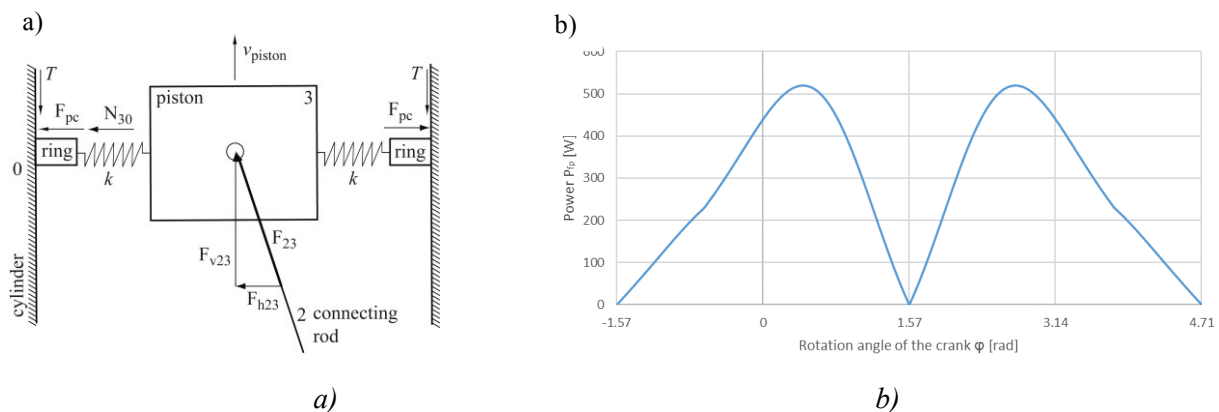 a)
v_piston
T
F_pc
N_30
piston
3
F_pc
T
ring
ring
0
k
k
F_23
F_v23
F_h23
2 connecting
rod
cylinder
a)
b)
600
500
400
300
200
100
0
Power P_fp [W]
-1.57
0
1.57
3.14
4.71
Rotation angle of the crank φ [rad]
b)